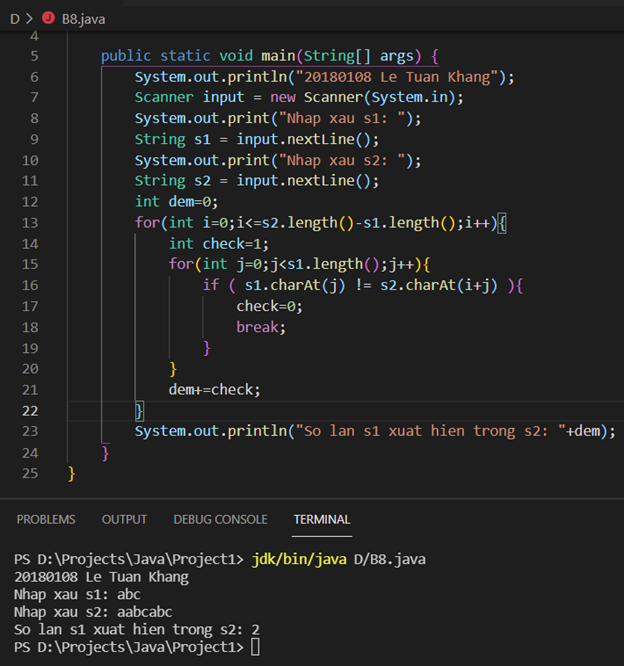 D > J B8.java
4
5 public static void main(String[] args) {
6 System.out.println("20180108 Le Tuan Khang");
7 Scanner input = new Scanner(System.in);
8 System.out.print("Nhap xau s1: ");
9 String s1 = input.nextLine();
10 System.out.print("Nhap xau s2: ");
11 String s2 = input.nextLine();
12 int dem=0;
13 for(int i=0;i<=s2.length()-s1.length();i++){
14 int check=1;
15 for(int j=0;j<s1.length();j++){
16 if ( s1.charAt(j) != s2.charAt(i+j) ){
17 check=0;
18 break;
19 }
20 }
21 dem+=check;
22 }
23 System.out.println("So lan s1 xuat hien trong s2: "+dem);
24 }
25 }
PROBLEMS OUTPUT DEBUG CONSOLE TERMINAL
PS D:\Projects\Java\Project1> jdk/bin/java D/B8.java
20180108 Le Tuan Khang
Nhap xau s1: abc
Nhap xau s2: aabcabc
So lan s1 xuat hien trong s2: 2
PS D:\Projects\Java\Project1>